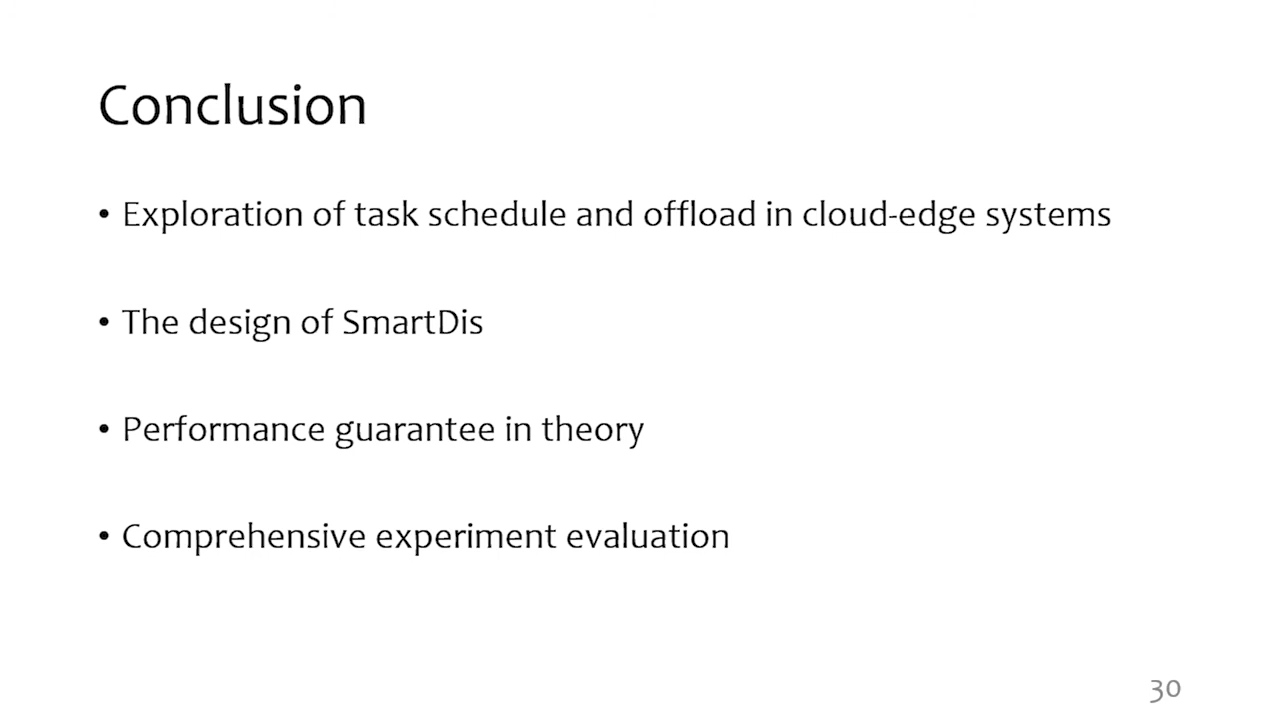 Conclusion
• Exploration of task schedule and offload in cloud-edge systems
• The design of SmartDis
• Performance guarantee in theory
• Comprehensive experiment evaluation
30